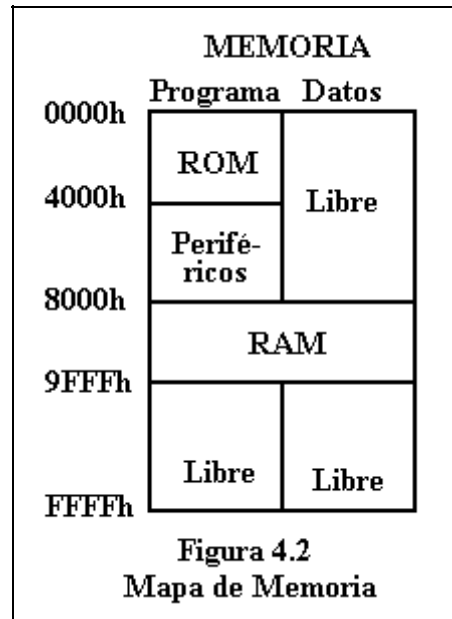 MEMORIA
Programa Datos
0000h
ROM
4000h
Libre
Perifé-
ricos
8000h
RAM
9FFFh
Libre
Libre
FFFFh
Figura 4.2
Mapa de Memoria